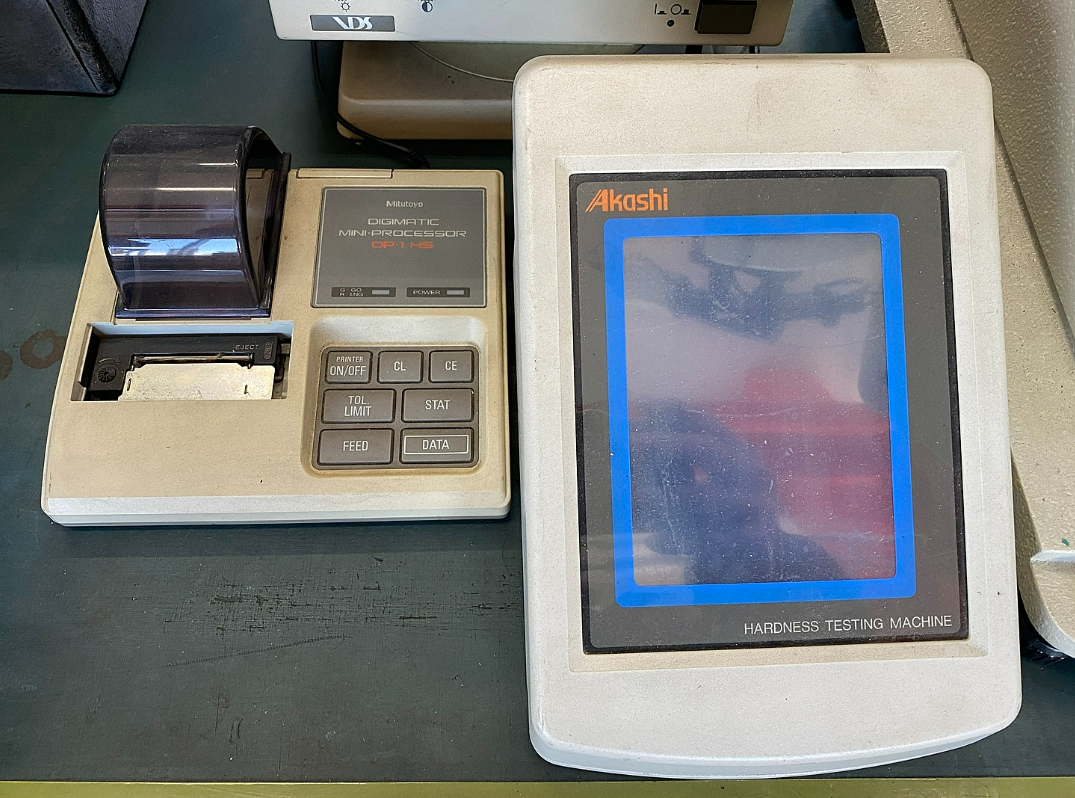 VDS
I O
Mitutoyo
DIGIMATIC
MINI-PROCESSOR
DP-1 HS
GO
POWER
EJECT
PRINTER
ON/OFF
CL
CE
TOL.
LIMIT
STAT
FEED
DATA
Akashi
HARDNESS TESTING MACHINE